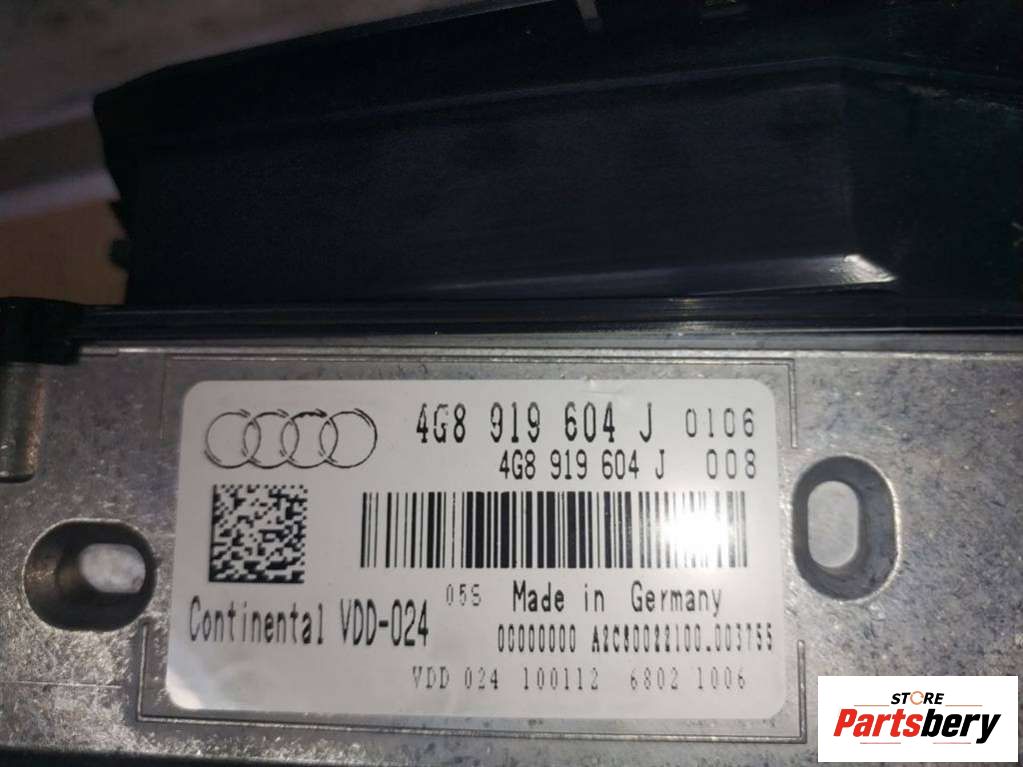 4G8 919 604 J 0106
4G8 919 604 J 008
05S Made in Germany
Continental VDD-024
00000000 A2C80022100.003755
VDD 024 100112 6802 1006
STORE
Partsbery